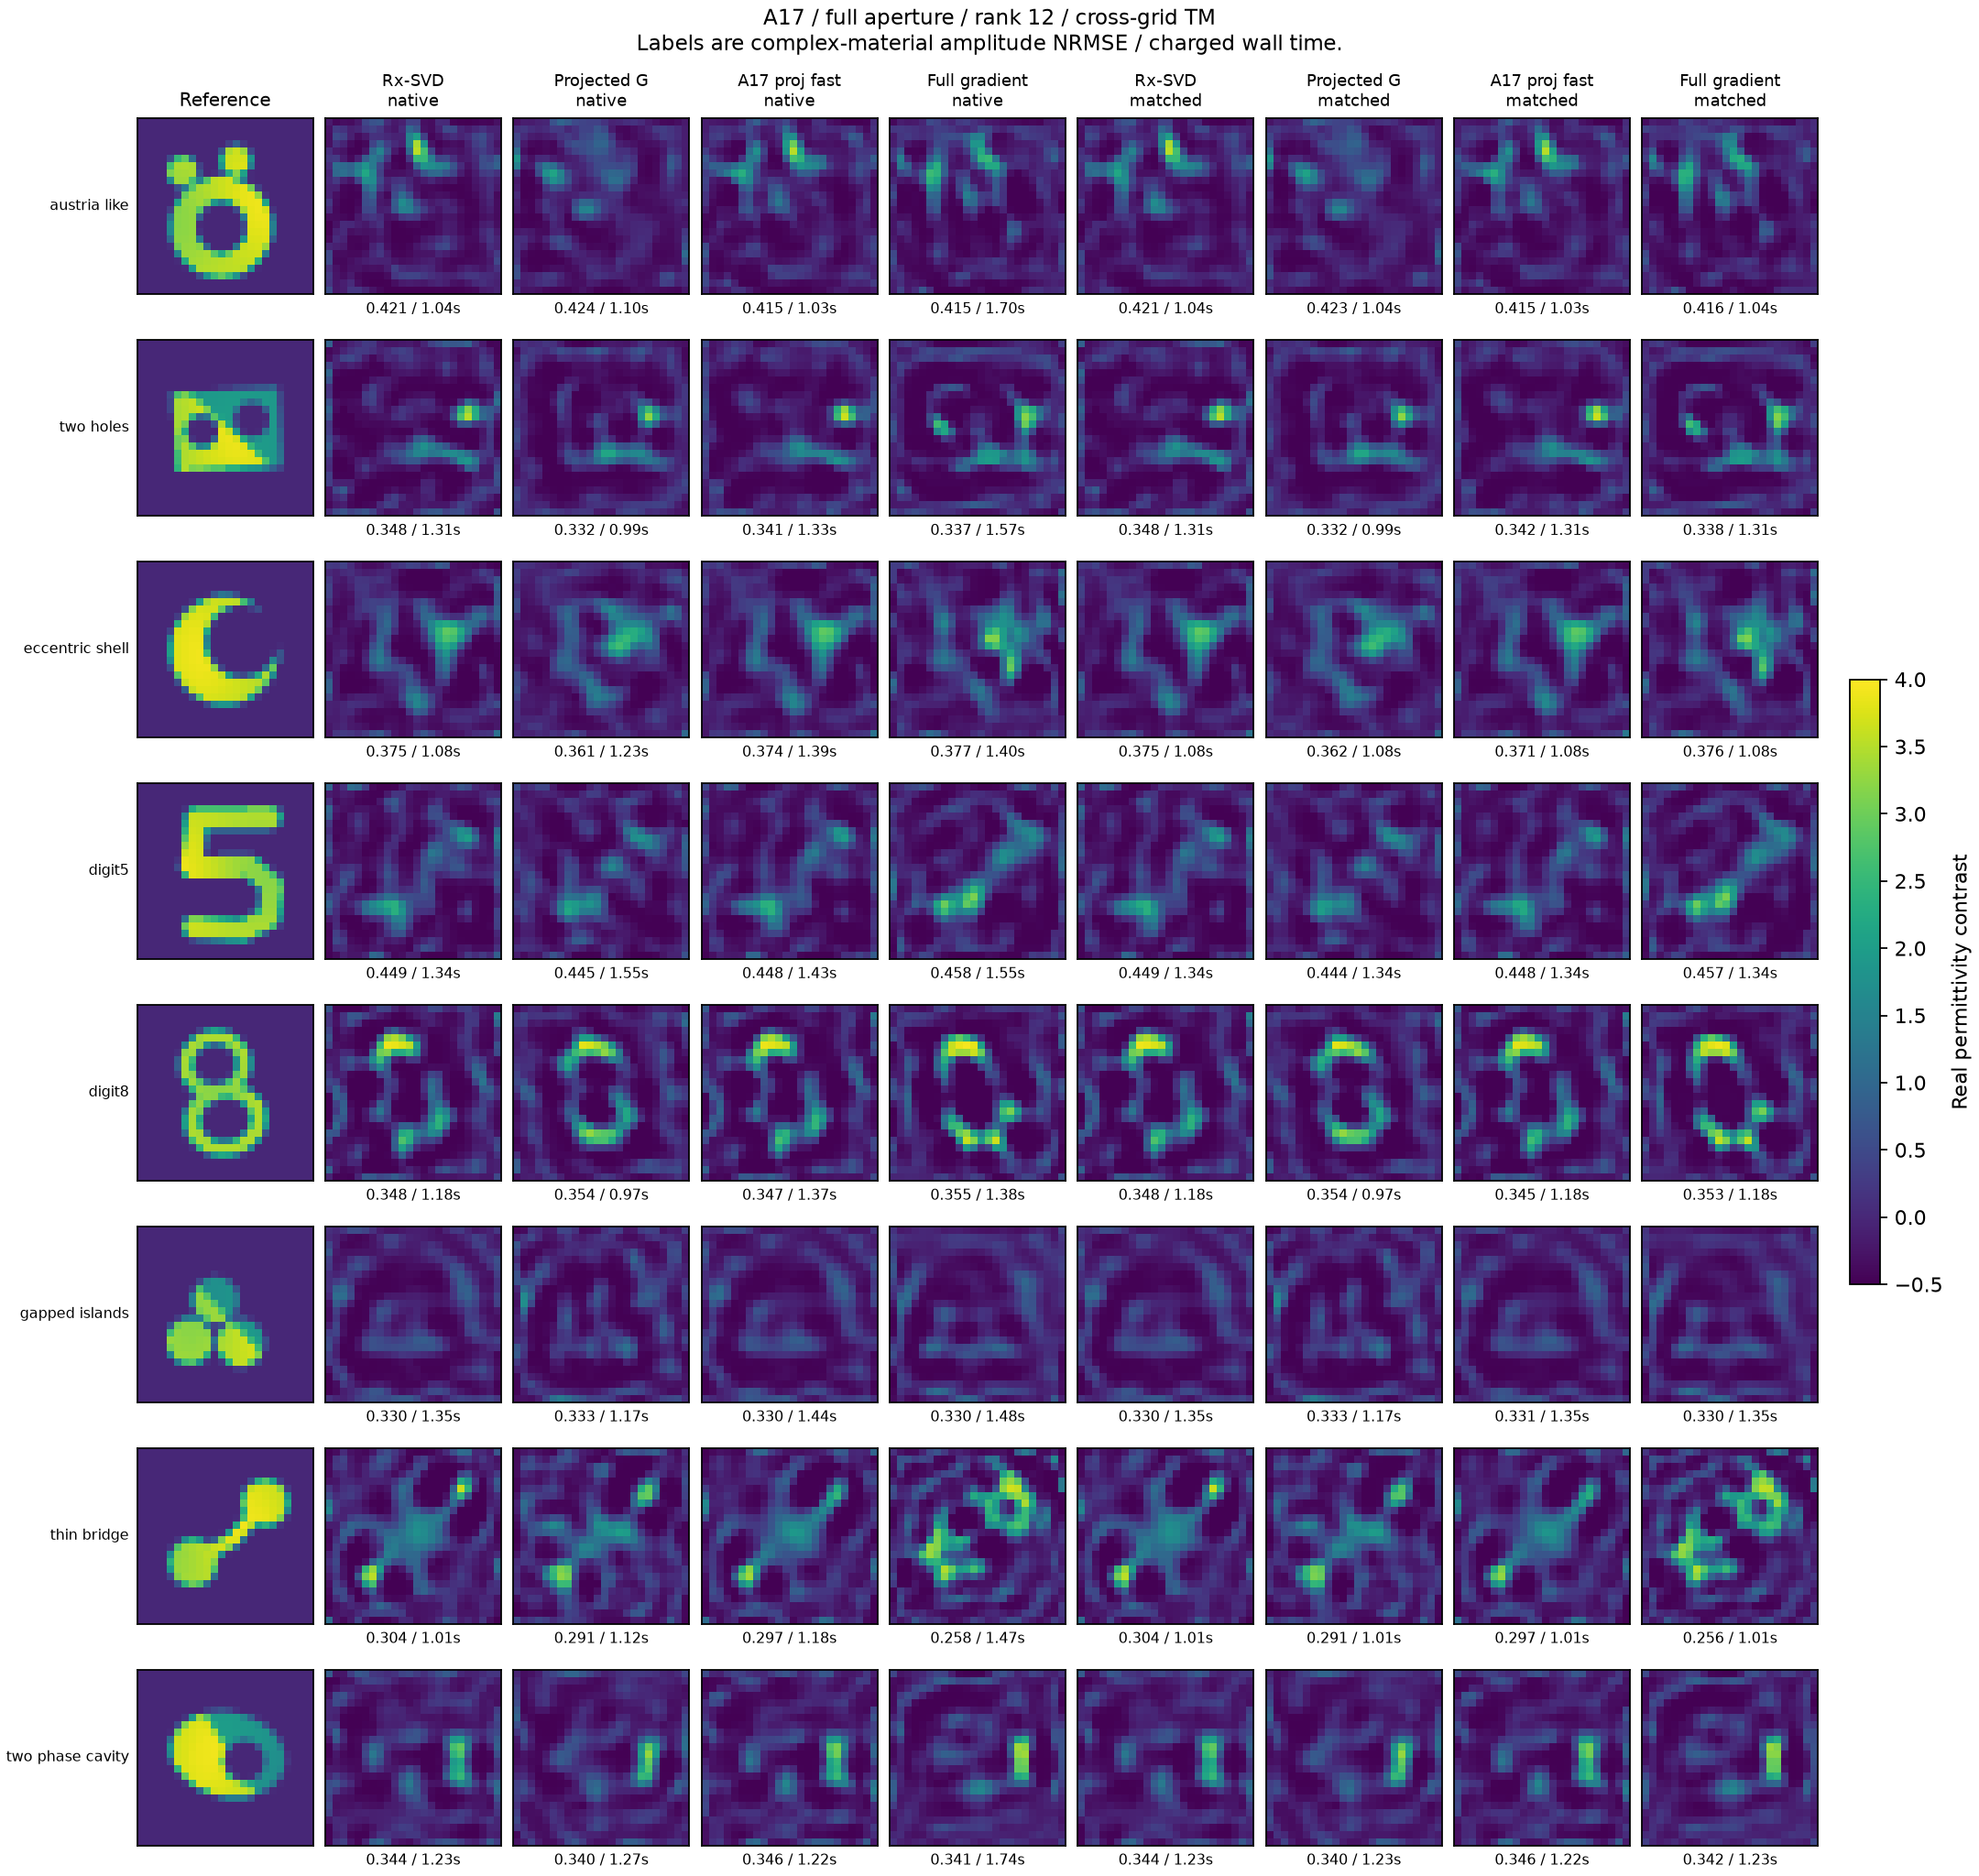 A17 / full aperture / rank 12 / cross-grid TM
Labels are complex-material amplitude NRMSE / charged wall time.
Reference
Rx-SVD
native
Projected G
native
A17 proj fast
native
Full gradient
native
Rx-SVD
matched
Projected G
matched
A17 proj fast
matched
Full gradient
matched
austria like
0.421 / 1.04s
0.424 / 1.10s
0.415 / 1.03s
0.415 / 1.70s
0.421 / 1.04s
0.423 / 1.04s
0.415 / 1.03s
0.416 / 1.04s
two holes
0.348 / 1.31s
0.332 / 0.99s
0.341 / 1.33s
0.337 / 1.57s
0.348 / 1.31s
0.332 / 0.99s
0.342 / 1.31s
0.338 / 1.31s
eccentric shell
0.375 / 1.08s
0.361 / 1.23s
0.374 / 1.39s
0.377 / 1.40s
0.375 / 1.08s
0.362 / 1.08s
0.371 / 1.08s
0.376 / 1.08s
digit5
0.449 / 1.34s
0.445 / 1.55s
0.448 / 1.43s
0.458 / 1.55s
0.449 / 1.34s
0.444 / 1.34s
0.448 / 1.34s
0.457 / 1.34s
digit8
0.348 / 1.18s
0.354 / 0.97s
0.347 / 1.37s
0.355 / 1.38s
0.348 / 1.18s
0.354 / 0.97s
0.345 / 1.18s
0.353 / 1.18s
gapped islands
0.330 / 1.35s
0.333 / 1.17s
0.330 / 1.44s
0.330 / 1.48s
0.330 / 1.35s
0.333 / 1.17s
0.331 / 1.35s
0.330 / 1.35s
thin bridge
0.304 / 1.01s
0.291 / 1.12s
0.297 / 1.18s
0.258 / 1.47s
0.304 / 1.01s
0.291 / 1.01s
0.297 / 1.01s
0.256 / 1.01s
two phase cavity
0.344 / 1.23s
0.340 / 1.27s
0.346 / 1.22s
0.341 / 1.74s
0.344 / 1.23s
0.340 / 1.23s
0.346 / 1.22s
0.342 / 1.23s
4.0
3.5
3.0
2.5
2.0
1.5
1.0
0.5
0.0
−0.5
Real permittivity contrast